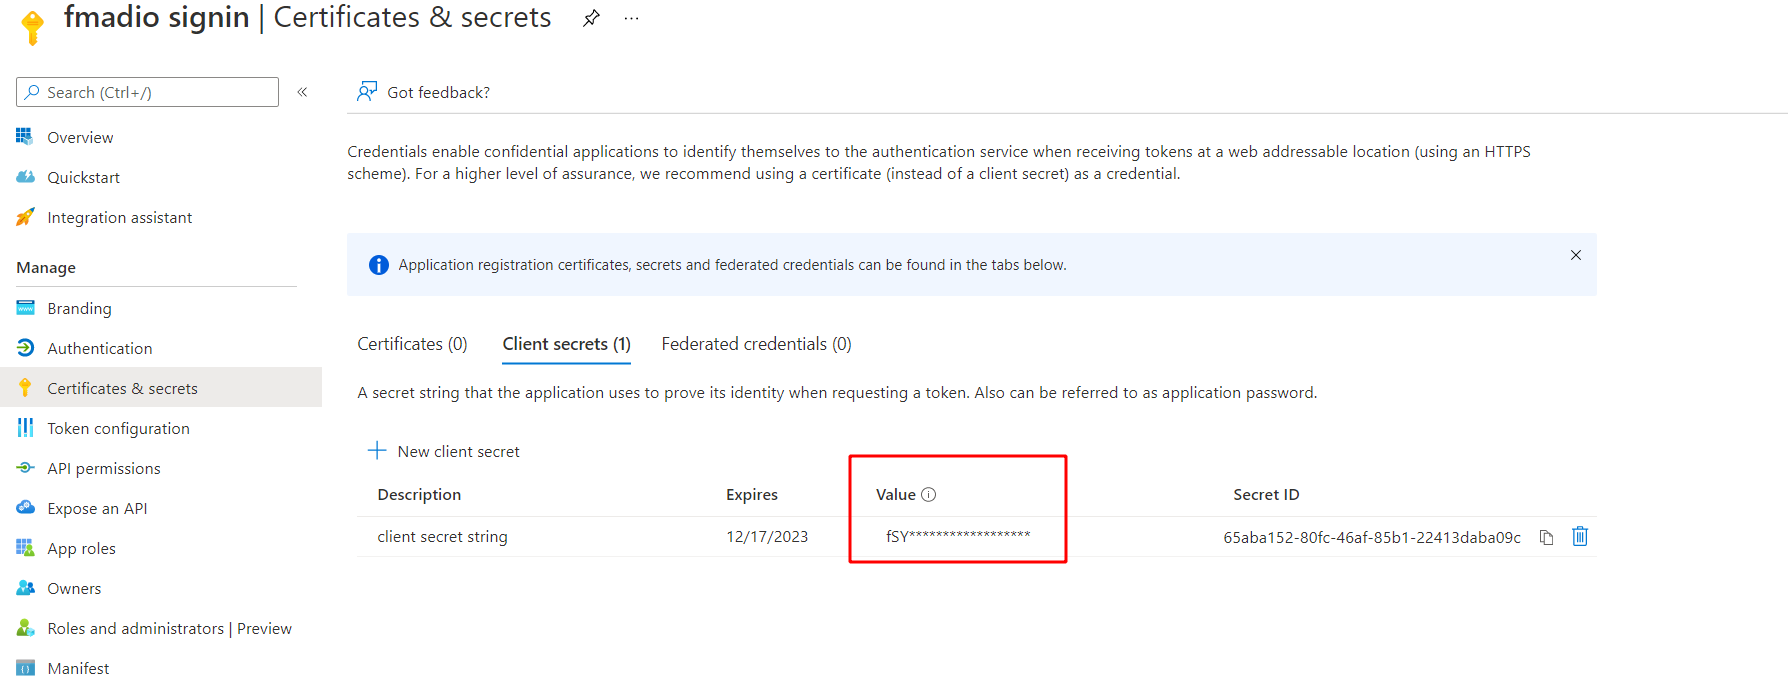 fmadio signin | Certificates & secrets
Search (Ctrl+/)
«
Got feedback?
Overview
Quickstart
Integration assistant
Manage
Branding
Authentication
Certificates & secrets
Token configuration
API permissions
Expose an API
App roles
Owners
Roles and administrators | Preview
Manifest
Credentials enable confidential applications to identify themselves to the authentication service when receiving tokens at a web addressable location (using an HTTPS
scheme). For a higher level of assurance, we recommend using a certificate (instead of a client secret) as a credential.
Application registration certificates, secrets and federated credentials can be found in the tabs below.
Certificates (0) Client secrets (1) Federated credentials (0)
A secret string that the application uses to prove its identity when requesting a token. Also can be referred to as application password.
New client secret
Description Expires Value Secret ID
client secret string 12/17/2023 fSY****************** 65aba152-80fc-46af-85b1-22413daba09c